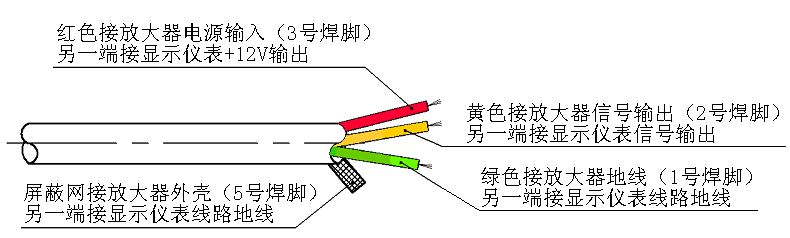 红色接放大器电源输入（3号焊脚）
另一端接显示仪表+12V输出
黄色接放大器信号输出（2号焊脚）
另一端接显示仪表信号输出
绿色接放大器地线（1号焊脚）
另一端接显示仪表线路地线
屏蔽网接放大器外壳（5号焊脚）
另一端接显示仪表线路地线